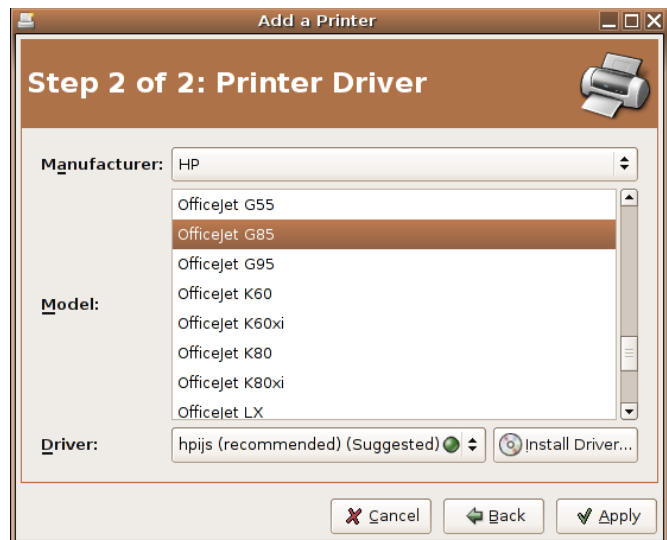 Add a Printer
Step 2 of 2: Printer Driver
Manufacturer: HP
OfficeJet G55
OfficeJet G85
OfficeJet G95
Model:
OfficeJet K60
OfficeJet K60xi
OfficeJet K80
OfficeJet K80xi
OfficeJet LX
Driver: hpijs (recommended) (Suggested) Install Driver...
Cancel Back Apply